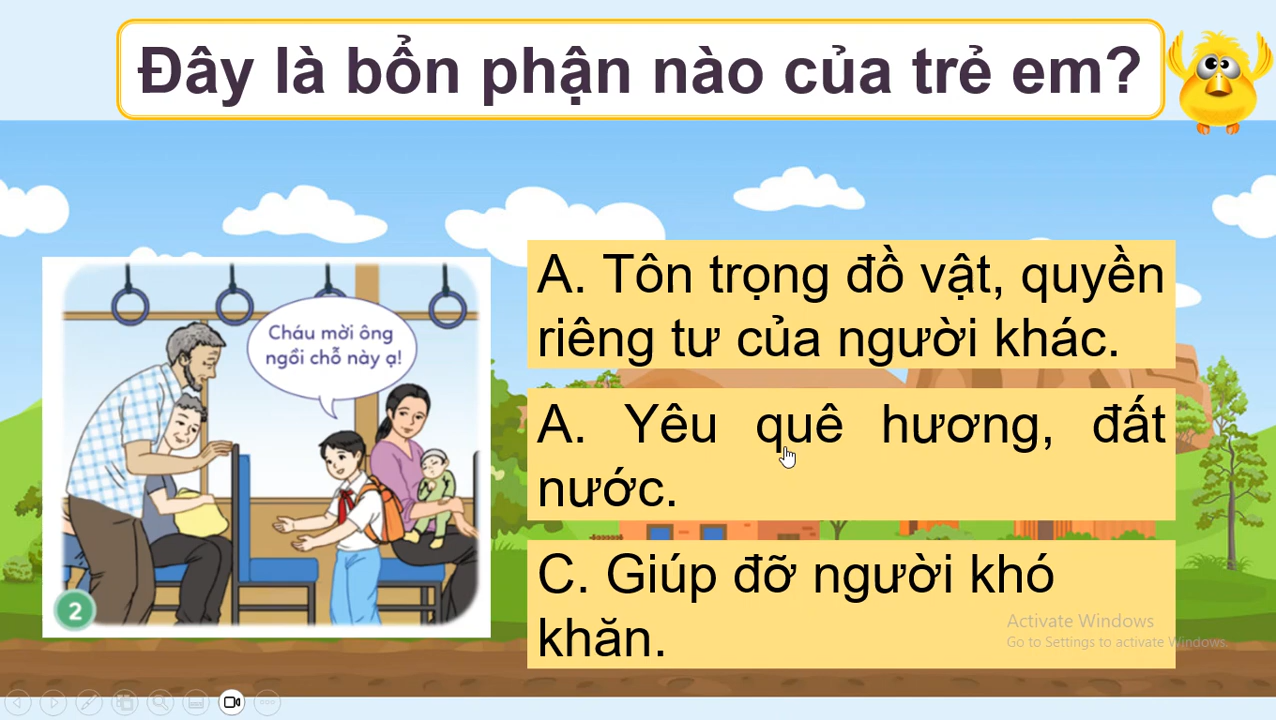 Đây là bổn phận nào của trẻ em?
Cháu mời ông
ngồi chỗ này ạ!
2
A. Tôn trọng đồ vật, quyền
riêng tư của người khác.
A. Yêu quê hương, đất
nước.
C. Giúp đỡ người khó
khăn.
Activate Windows
Go to Settings to activate Windows.